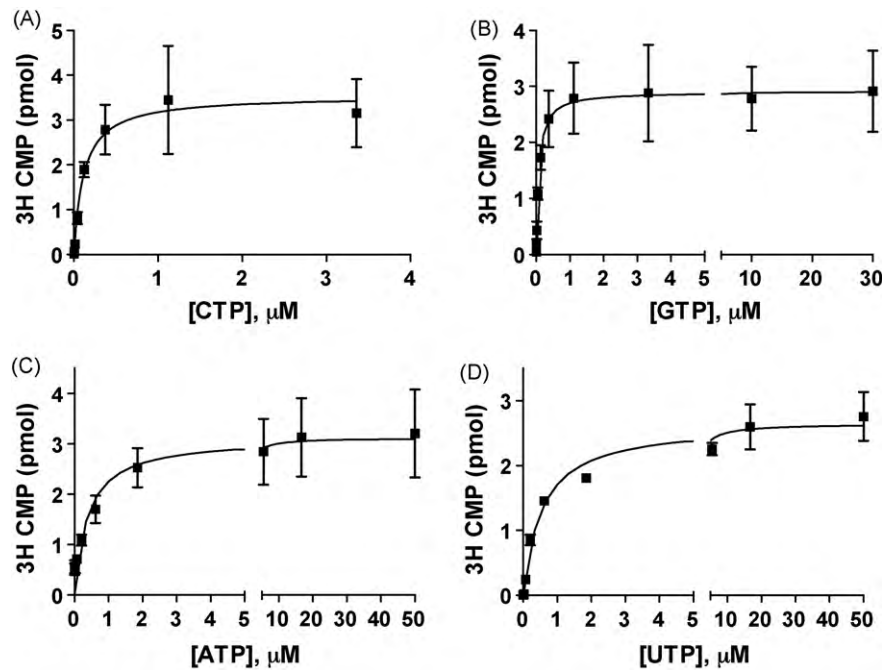 (A)
3H CMP (pmol)
5
4
3
2
1
0
0 1 2 3 4
[CTP], μM
(B)
3H CMP (pmol)
4
3
2
1
0
0 1 2 3 4 5 10 20 30
[GTP], μM
(C)
3H CMP (pmol)
4
3
2
1
0
0 1 2 3 4 5 10 20 30 40 50
[ATP], μM
(D)
3H CMP (pmol)
3
2
1
0
0 1 2 3 4 5 10 20 30 40 50
[UTP], μM